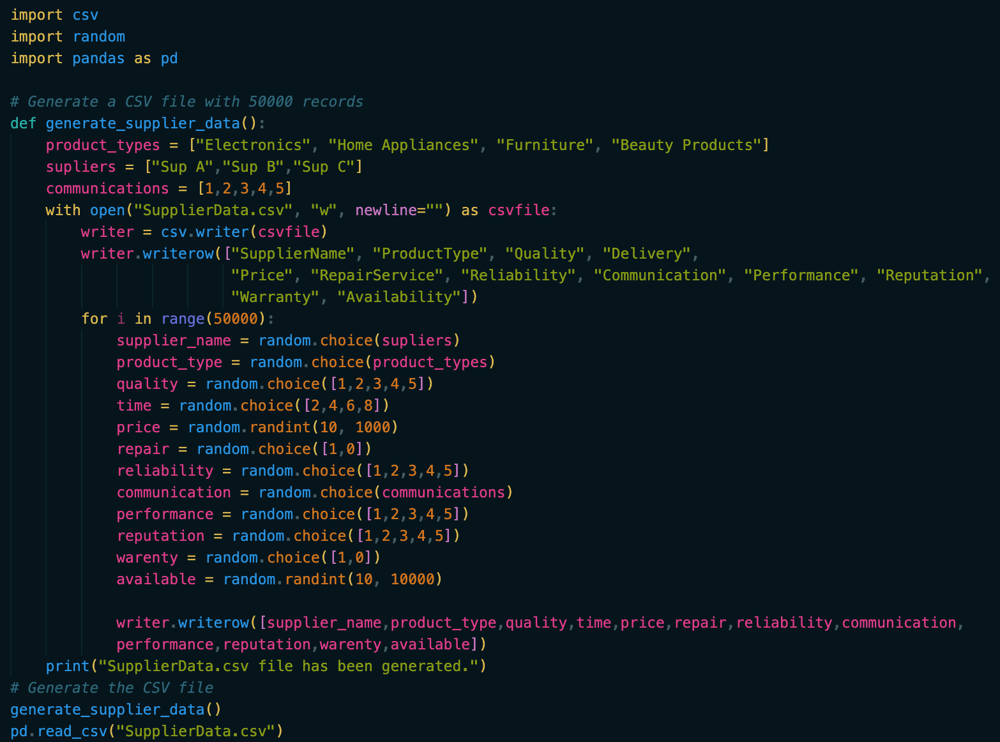 import csv
import random
import pandas as pd

# Generate a CSV file with 50000 records
def generate_supplier_data():
    product_types = ["Electronics", "Home Appliances", "Furniture", "Beauty Products"]
    supliers = ["Sup A","Sup B","Sup C"]
    communications = [1,2,3,4,5]
    with open("SupplierData.csv", "w", newline="") as csvfile:
        writer = csv.writer(csvfile)
        writer.writerow(["SupplierName", "ProductType", "Quality", "Delivery",
                         "Price", "RepairService", "Reliability", "Communication", "Performance", "Reputation",
                         "Warranty", "Availability"])
        for i in range(50000):
            supplier_name = random.choice(supliers)
            product_type = random.choice(product_types)
            quality = random.choice([1,2,3,4,5])
            time = random.choice([2,4,6,8])
            price = random.randint(10, 1000)
            repair = random.choice([1,0])
            reliability = random.choice([1,2,3,4,5])
            communication = random.choice(communications)
            performance = random.choice([1,2,3,4,5])
            reputation = random.choice([1,2,3,4,5])
            warenty = random.choice([1,0])
            available = random.randint(10, 10000)

            writer.writerow([supplier_name,product_type,quality,time,price,repair,reliability,communication,
            performance,reputation,warenty,available])
    print("SupplierData.csv file has been generated.")
# Generate the CSV file
generate_supplier_data()
pd.read_csv("SupplierData.csv")